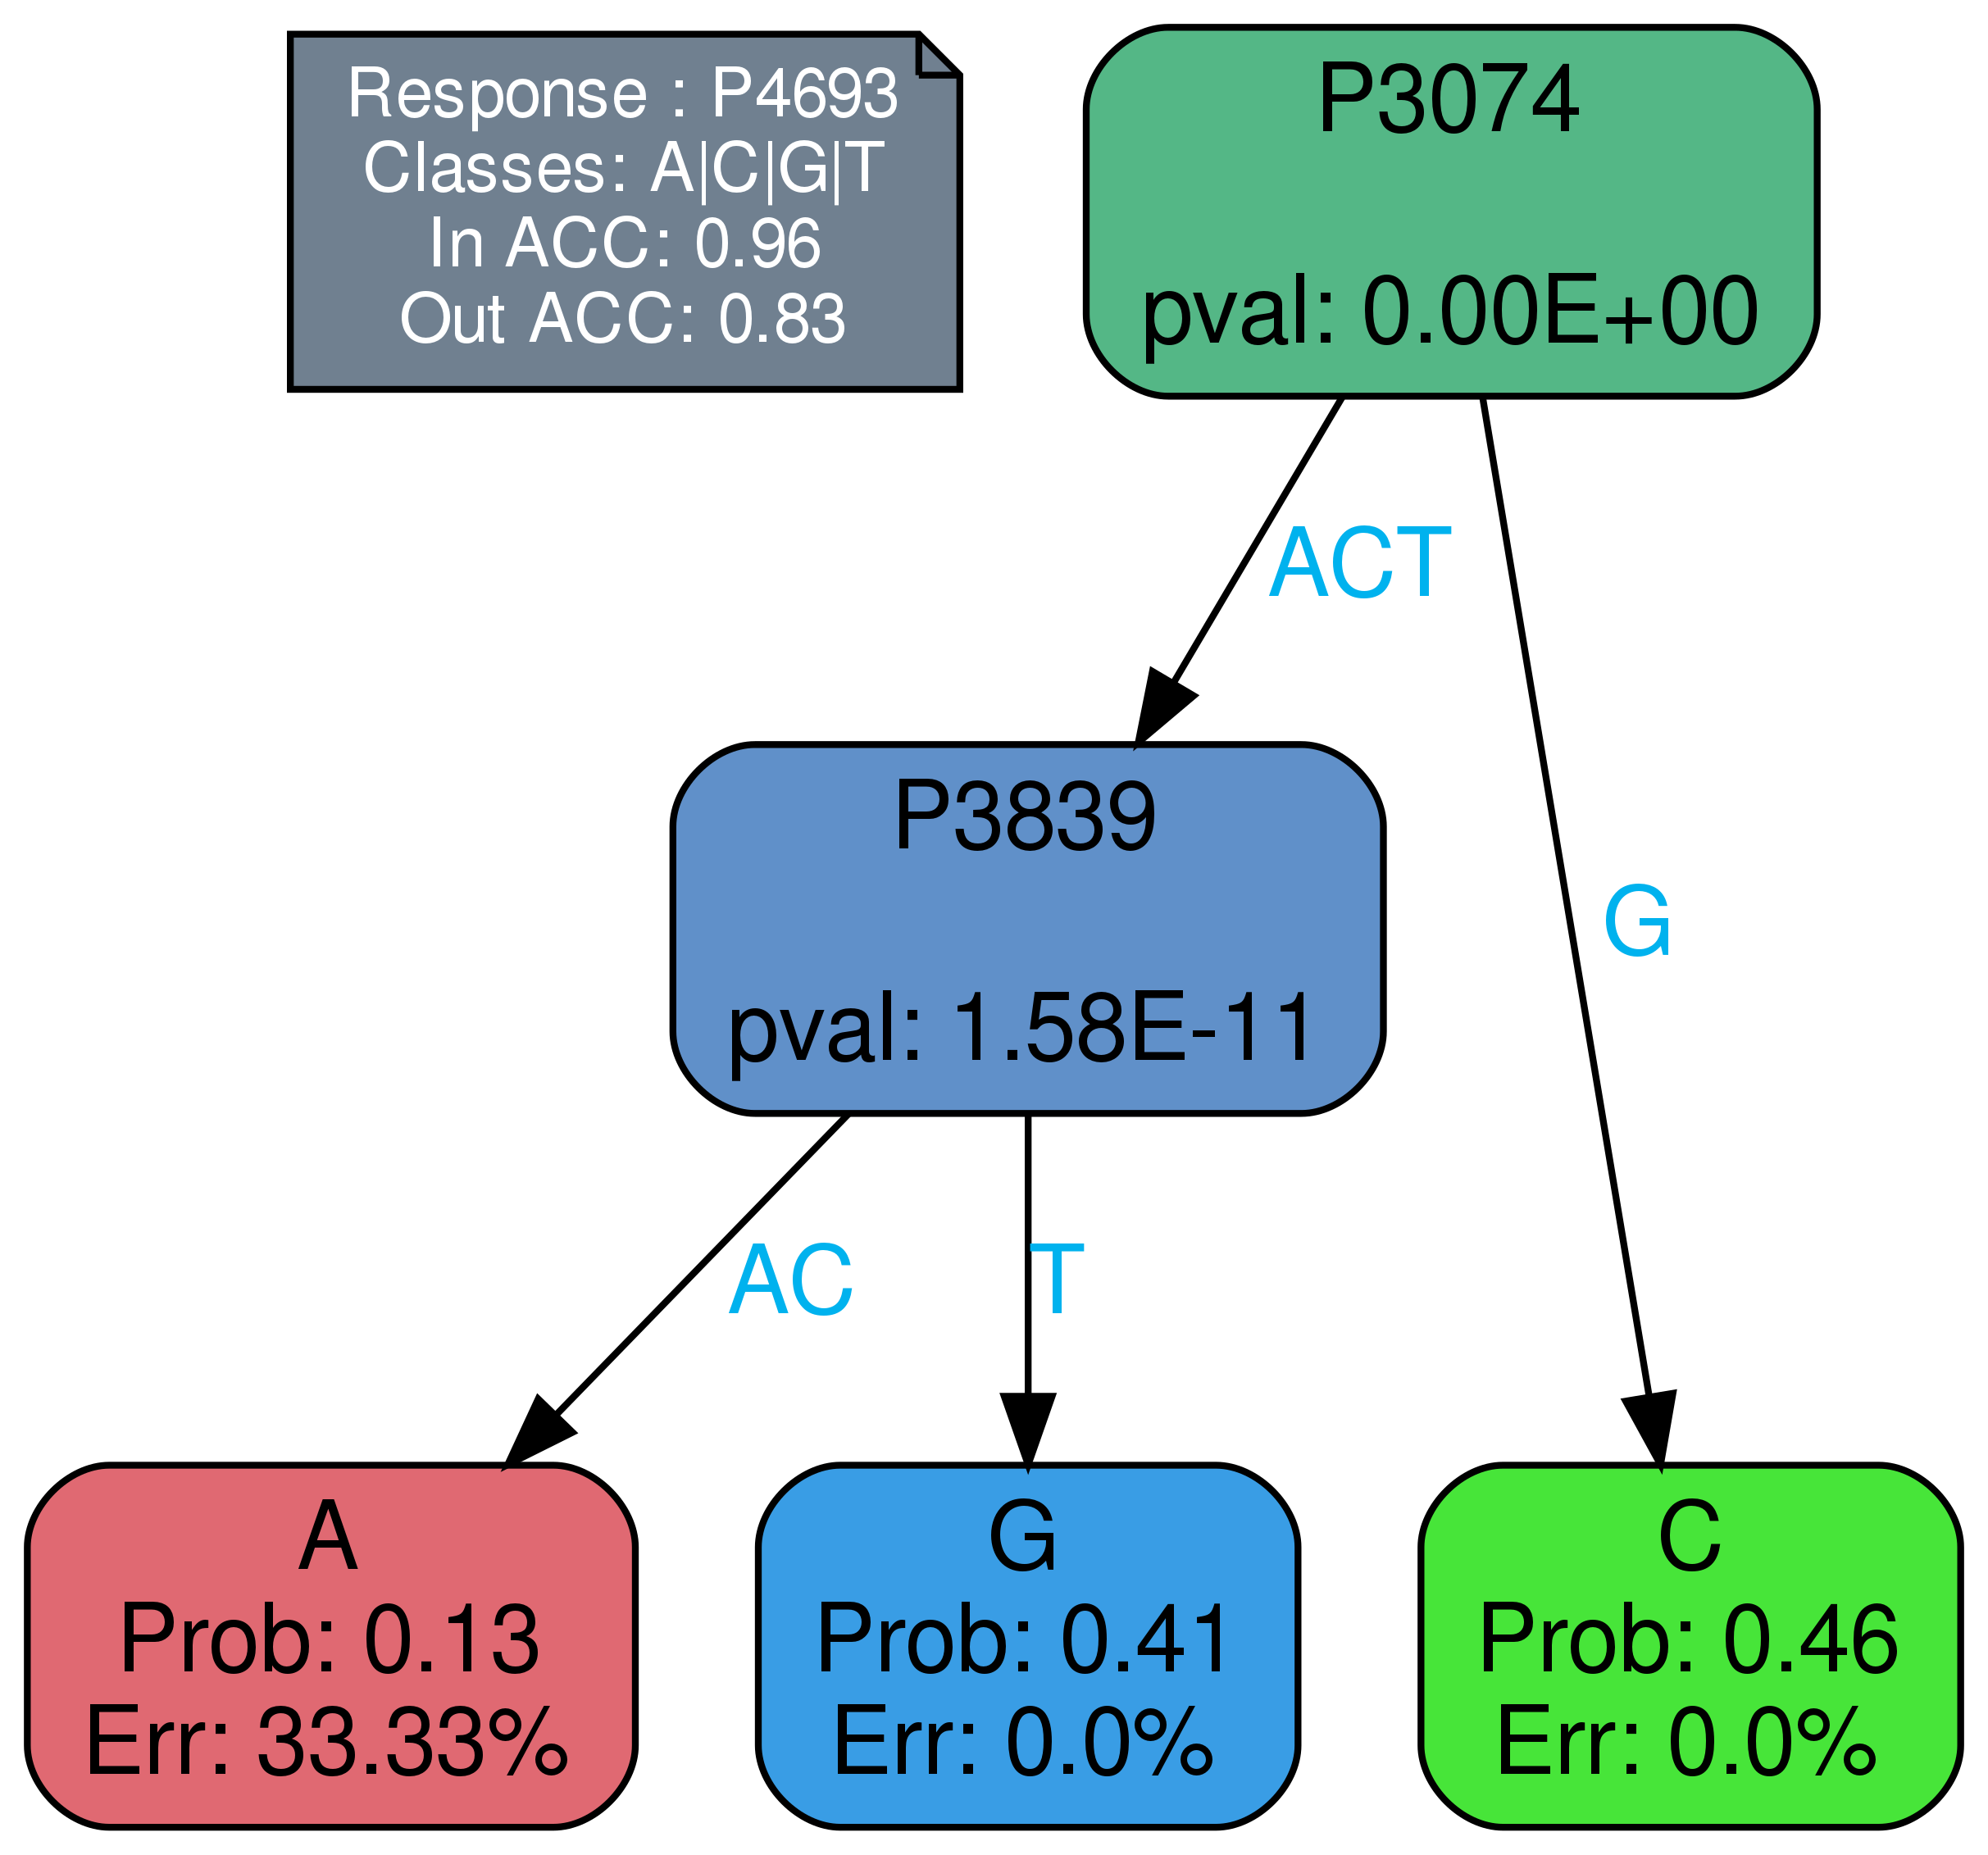 Response : P4693
Classes: A|C|G|T
In ACC: 0.96
Out ACC: 0.83
P3074
pval: 0.00E+00
ACT
G
P3839
pval: 1.58E-11
AC
T
A
Prob: 0.13
Err: 33.33%
G
Prob: 0.41
Err: 0.0%
C
Prob: 0.46
Err: 0.0%